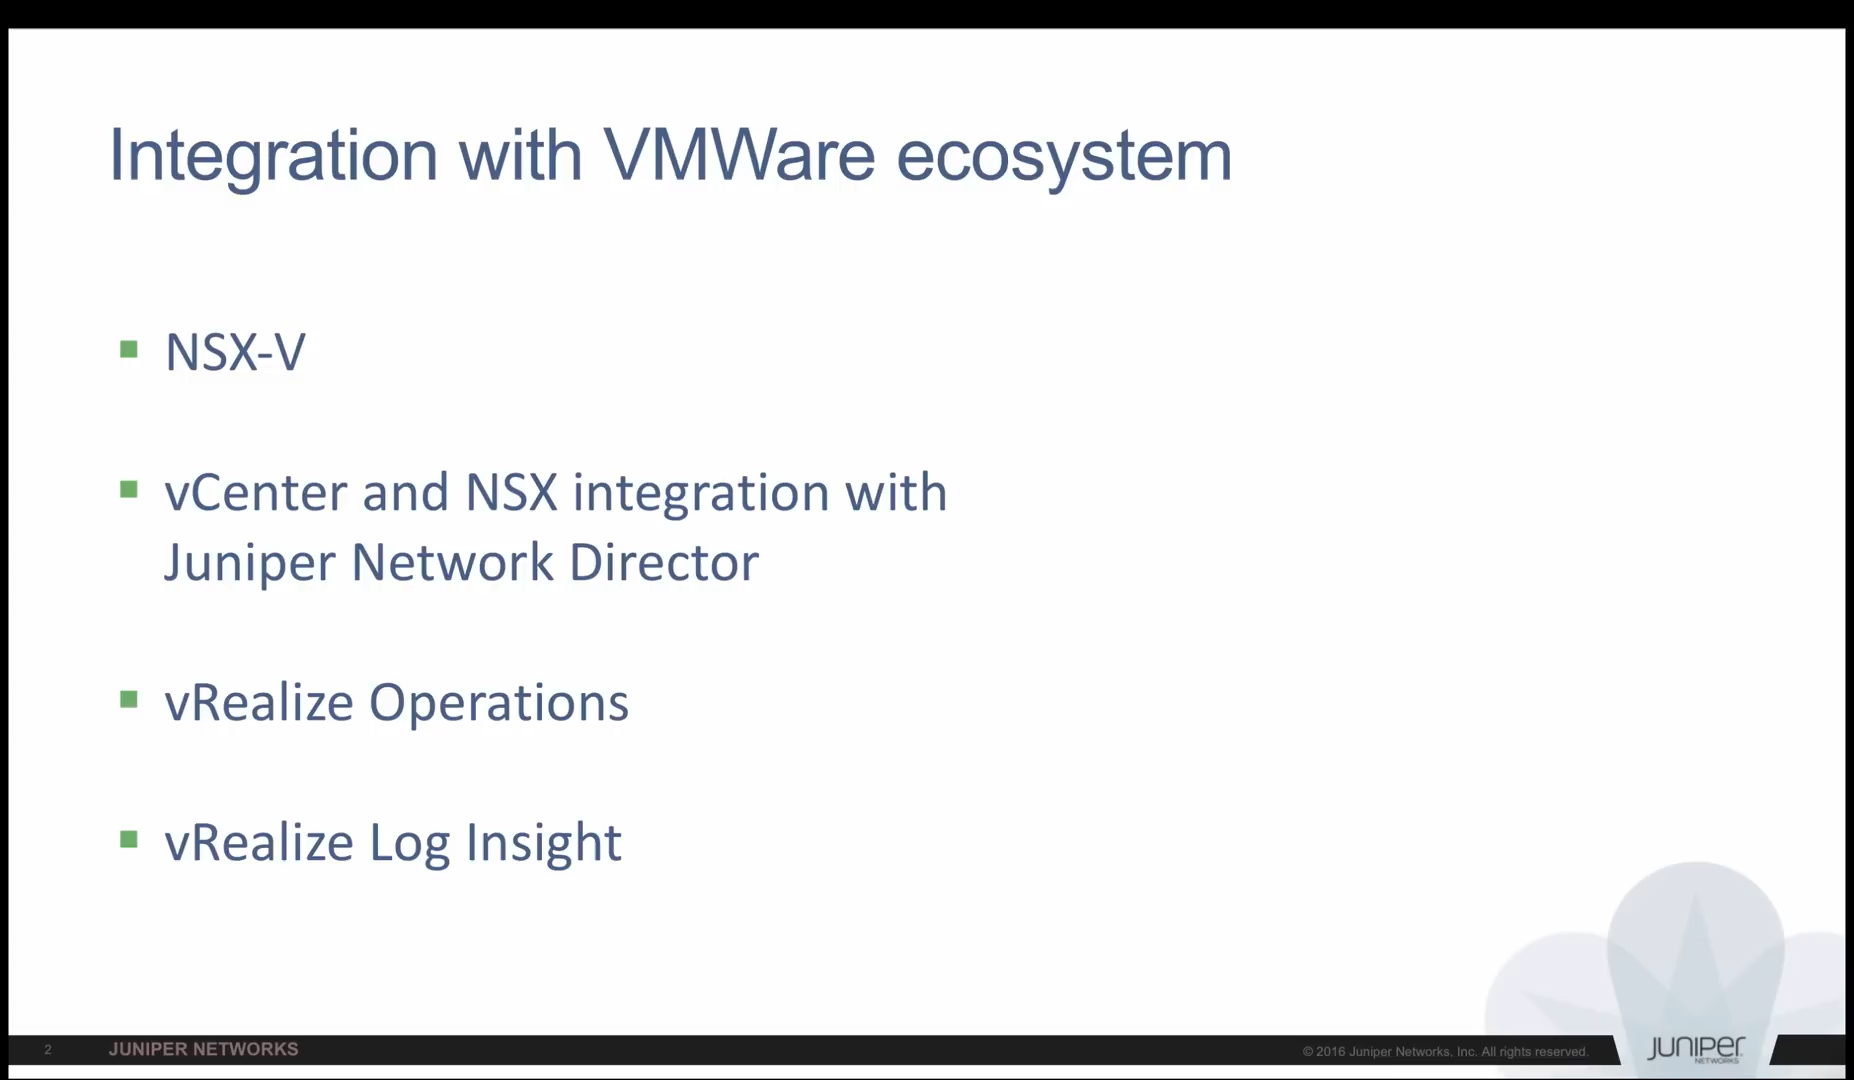 Integration with VMWare ecosystem
NSX-V
vCenter and NSX integration with
Juniper Network Director
vRealize Operations
vRealize Log Insight
2
JUNIPER NETWORKS
© 2016 Juniper Networks, Inc. All rights reserved.
JUNIPER
NETWORKS